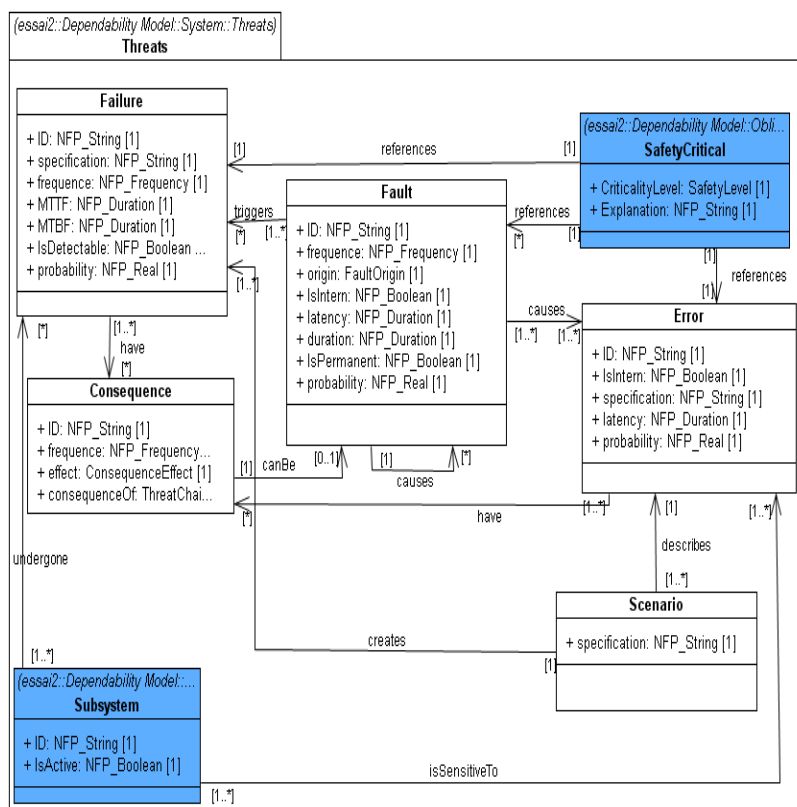 (essai2::Dependability Model::System::Threats)
Threats
Failure
+ ID: NFP_String [1]
+ specification: NFP_String [1]
+ frequence: NFP_Frequency [1]
+ MTTF: NFP_Duration [1]
+ MTBF: NFP_Duration [1]
+ IsDetectable: NFP_Boolean ...
+ probability: NFP_Real [1]
[1]
references
[1]
(essai2::Dependability Model::Obli...
SafetyCritical
+ CriticalityLevel: SafetyLevel [1]
+ Explanation: NFP_String [1]
triggers
[*]
[1..*]
Fault
+ ID: NFP_String [1]
+ frequence: NFP_Frequency [1]
+ origin: FaultOrigin [1]
+ IsIntern: NFP_Boolean [1]
+ latency: NFP_Duration [1]
+ duration: NFP_Duration [1]
+ IsPermanent: NFP_Boolean [1]
+ probability: NFP_Real [1]
references
[*]
[1]
[1]
references
[1]
causes
[1..*]
[1..*]
Error
+ ID: NFP_String [1]
+ IsIntern: NFP_Boolean [1]
+ specification: NFP_String [1]
+ latency: NFP_Duration [1]
+ probability: NFP_Real [1]
[1..*]
[*]
[1..*]
have
[*]
Consequence
+ ID: NFP_String [1]
+ frequence: NFP_Frequency...
+ effect: ConsequenceEffect [1]
+ consequenceOf: ThreatChai...
[1]
canBe
[0..1]
[1]
causes
[*]
[*]
have
[1..*]
[1]
[1..*]
describes
[1..*]
undergone
Scenario
+ specification: NFP_String [1]
creates
[1]
[1..*]
(essai2::Dependability Model::...
Subsystem
+ ID: NFP_String [1]
+ IsActive: NFP_Boolean [1]
isSensitiveTo
[1..*]